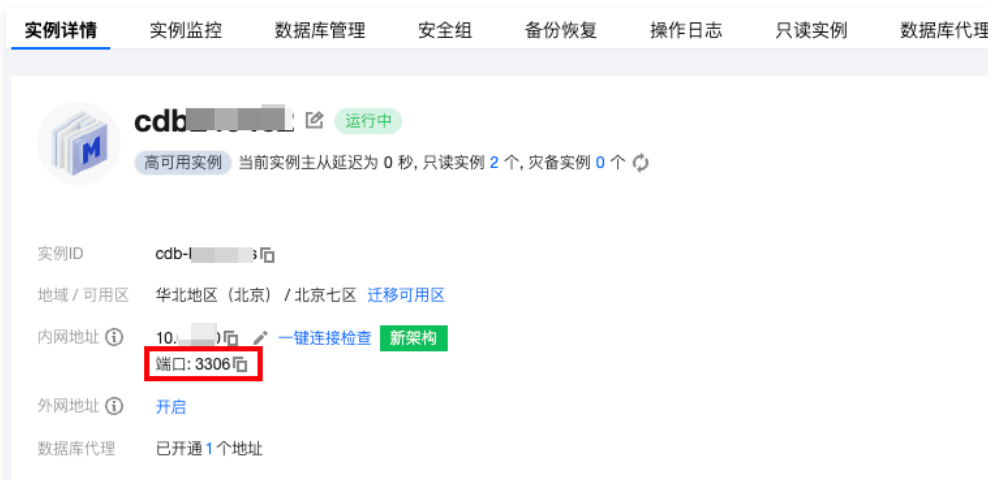 实例详情 实例监控 数据库管理 安全组 备份恢复 操作日志 只读实例 数据库代理
cdb
运行中
M
高可用实例 当前实例主从延迟为 0 秒, 只读实例 2 个, 灾备实例 0 个
实例ID cdb-
地域 / 可用区 华北地区（北京） / 北京七区 迁移可用区
内网地址 10. 一键连接检查 新架构
端口: 3306
外网地址 开启
数据库代理 已开通 1 个地址